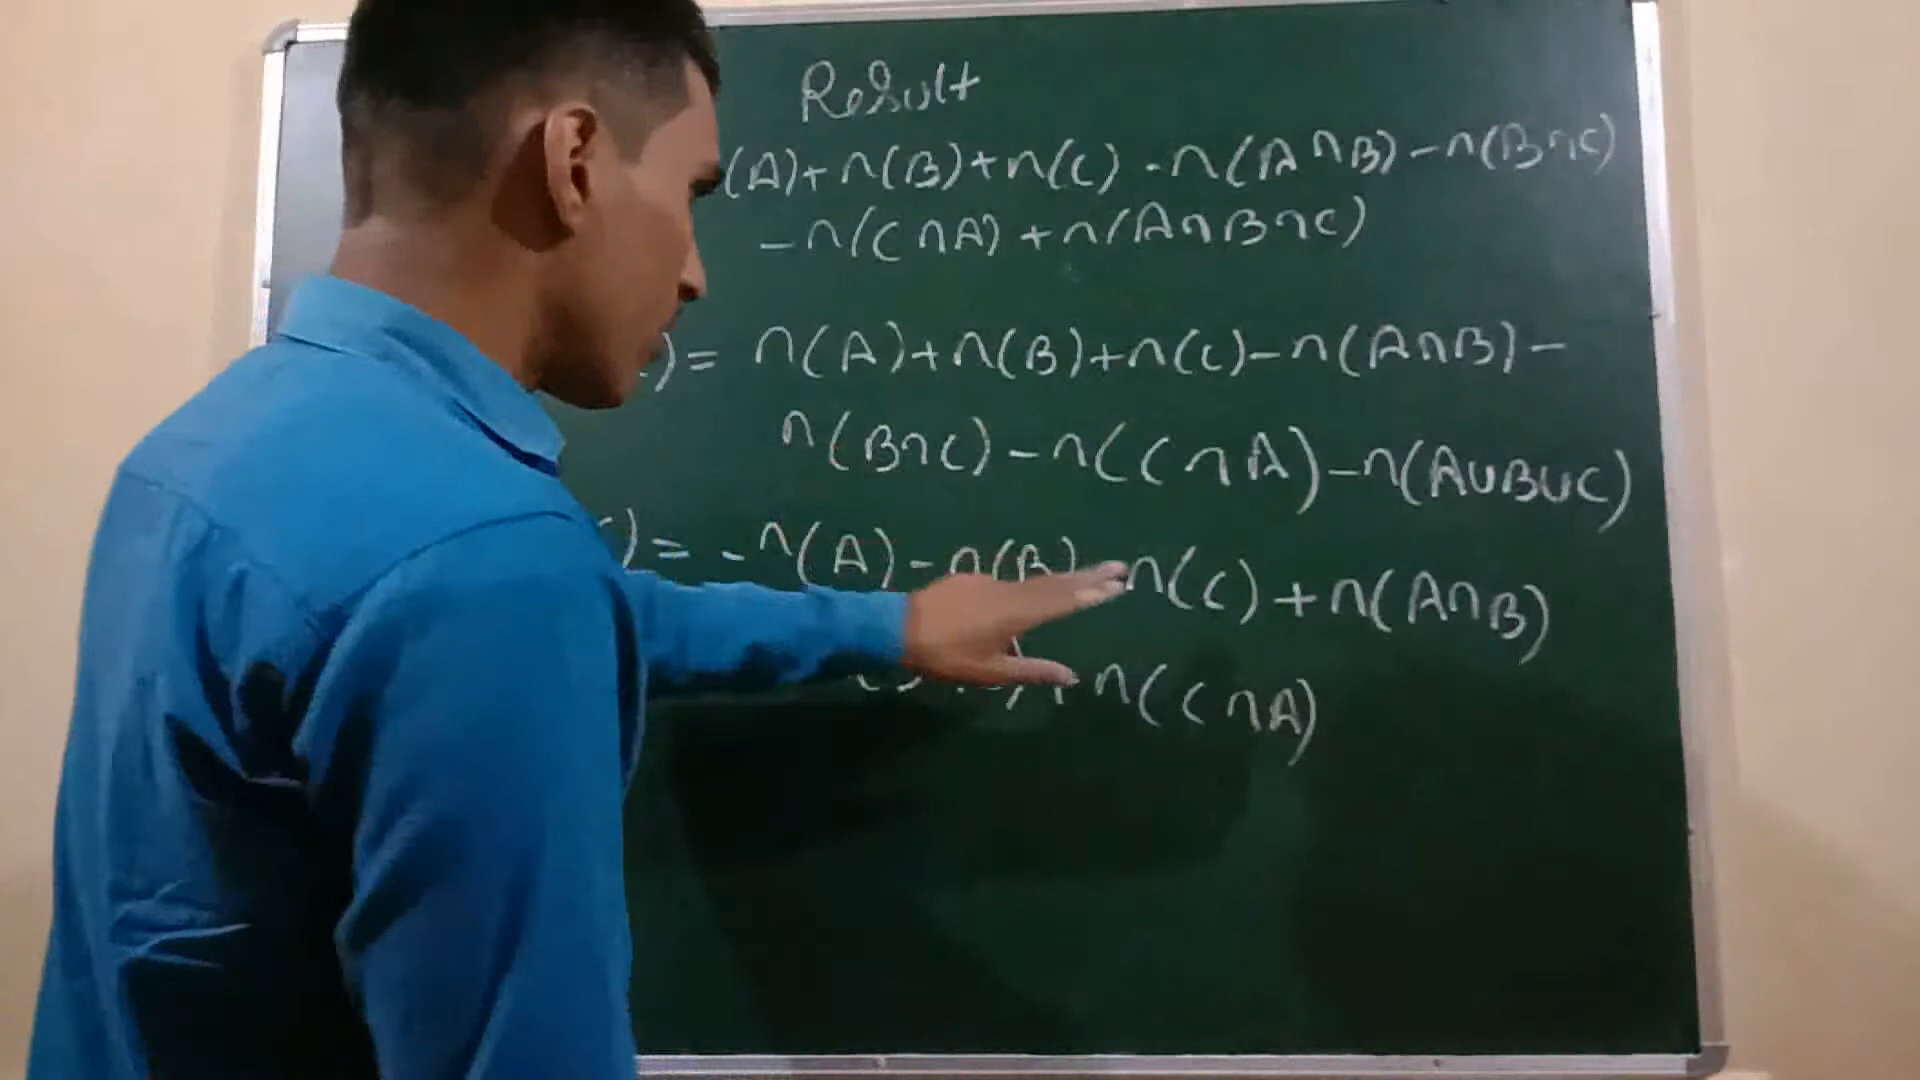 Result
(A)+n(B)+n(C) -n(A∩B)-n(B∩C)
-n(C∩A) +n(A∩B∩C)
)= n(A)+n(B)+n(C)-n(A∩B)-
n(B∩C)-n(C∩A)-n(A∪B∪C)
)= -n(A)-n(B) n(C)+n(A∩B)
+n(C∩A)